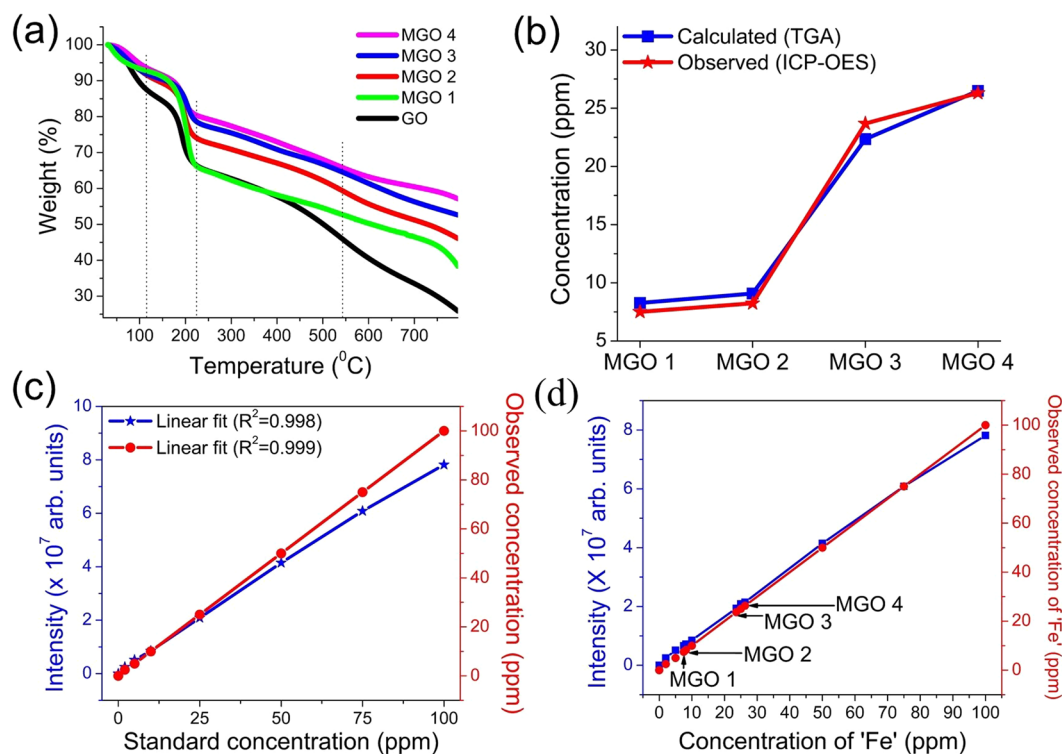 (a)
100
90
80
70
60
50
40
30
Weight (%)
MGO 4
MGO 3
MGO 2
MGO 1
GO
100 200 300 400 500 600 700
Temperature (⁰C)
(b)
30
25
20
15
10
5
Concentration (ppm)
Calculated (TGA)
Observed (ICP-OES)
MGO 1 MGO 2 MGO 3 MGO 4
(c)
10
8
6
4
2
0
Intensity (x 10⁷ arb. units)
Linear fit (R²=0.998)
Linear fit (R²=0.999)
100
80
60
40
20
0
Observed concentration (ppm)
0 25 50 75 100
Standard concentration (ppm)
(d)
8
6
4
2
0
Intensity (X 10⁷ arb. units)
MGO 4
MGO 3
MGO 2
MGO 1
100
80
60
40
20
0
Observed concentration of 'Fe' (ppm)
0 10 20 30 40 50 60 70 80 90 100
Concentration of 'Fe' (ppm)